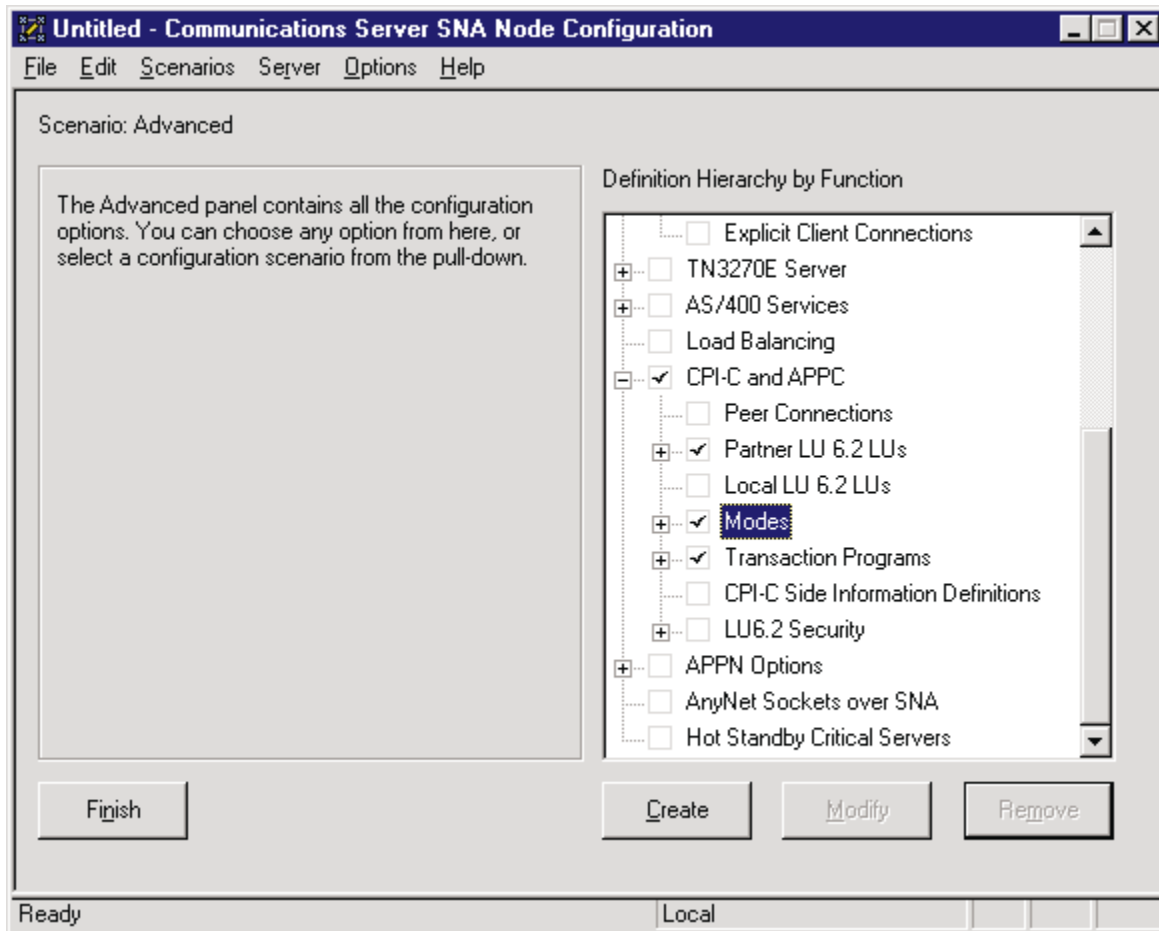 Untitled - Communications Server SNA Node Configuration
File Edit Scenarios Server Options Help
Scenario: Advanced
The Advanced panel contains all the configuration
options. You can choose any option from here, or
select a configuration scenario from the pull-down.
Definition Hierarchy by Function
Explicit Client Connections
TN3270E Server
AS/400 Services
Load Balancing
CPI-C and APPC
Peer Connections
Partner LU 6.2 LUs
Local LU 6.2 LUs
Modes
Transaction Programs
CPI-C Side Information Definitions
LU6.2 Security
APPN Options
AnyNet Sockets over SNA
Hot Standby Critical Servers
Finish
Create
Modify
Remove
Ready
Local